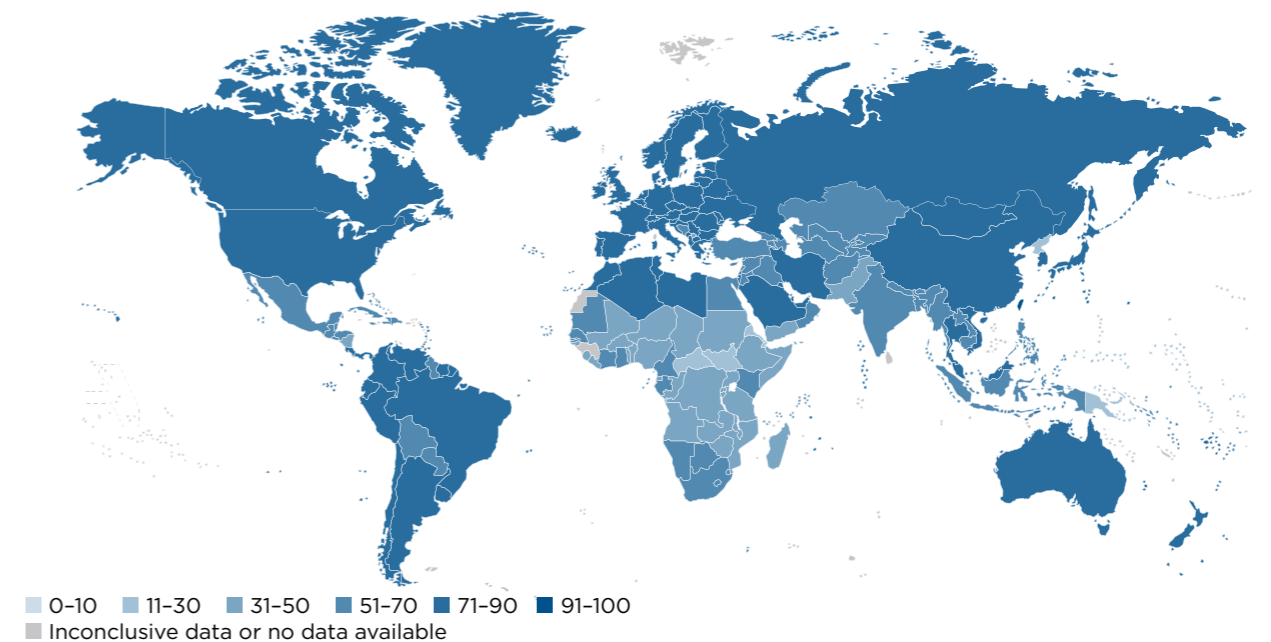 0–10 11–30 31–50 51–70 71–90 91–100
Inconclusive data or no data available